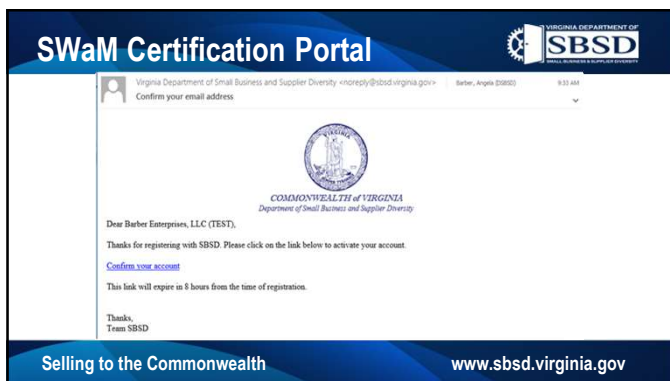 SWaM Certification Portal
VIRGINIA DEPARTMENT OF
SBSD
SMALL BUSINESS & SUPPLIER DIVERSITY
Virginia Department of Small Business and Supplier Diversity <noreply@sbsd.virginia.gov>
Barber, Angela (DSBSD)
9:33 AM
Confirm your email address
VIRGINIA
COMMONWEALTH of VIRGINIA
Department of Small Business and Supplier Diversity
Dear Barber Enterprises, LLC (TEST),
Thanks for registering with SBSD. Please click on the link below to activate your account.
Confirm your account
This link will expire in 8 hours from the time of registration.
Thanks,
Team SBSD
Selling to the Commonwealth
www.sbsd.virginia.gov